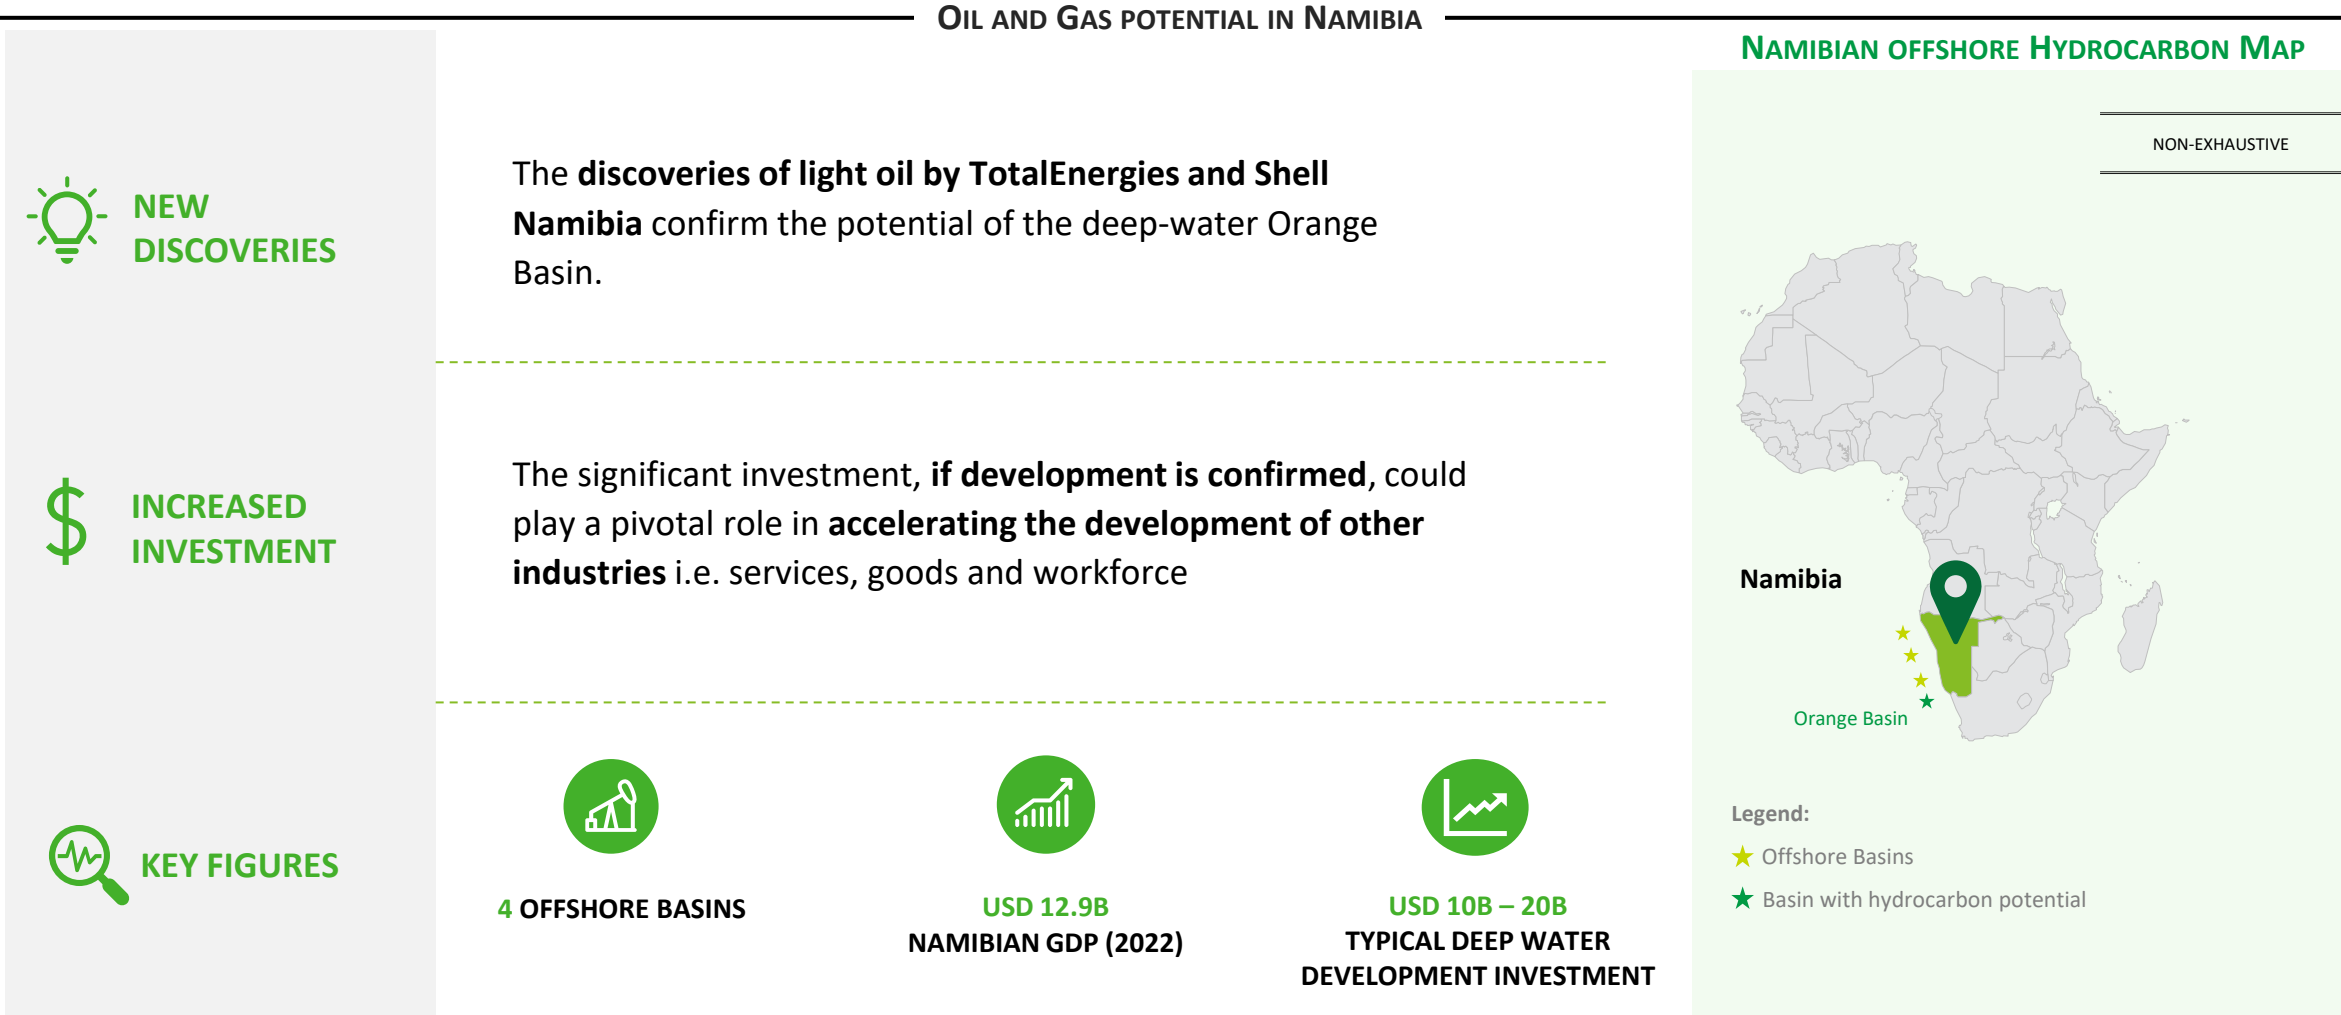 OIL AND GAS POTENTIAL IN NAMIBIA
NEW
DISCOVERIES
The discoveries of light oil by TotalEnergies and Shell
Namibia confirm the potential of the deep-water Orange
Basin.
INCREASED
INVESTMENT
The significant investment, if development is confirmed, could
play a pivotal role in accelerating the development of other
industries i.e. services, goods and workforce
KEY FIGURES
4 OFFSHORE BASINS
USD 12.9B
NAMIBIAN GDP (2022)
USD 10B – 20B
TYPICAL DEEP WATER
DEVELOPMENT INVESTMENT
NAMIBIAN OFFSHORE HYDROCARBON MAP
NON-EXHAUSTIVE
Namibia
Orange Basin
Legend:
Offshore Basins
Basin with hydrocarbon potential